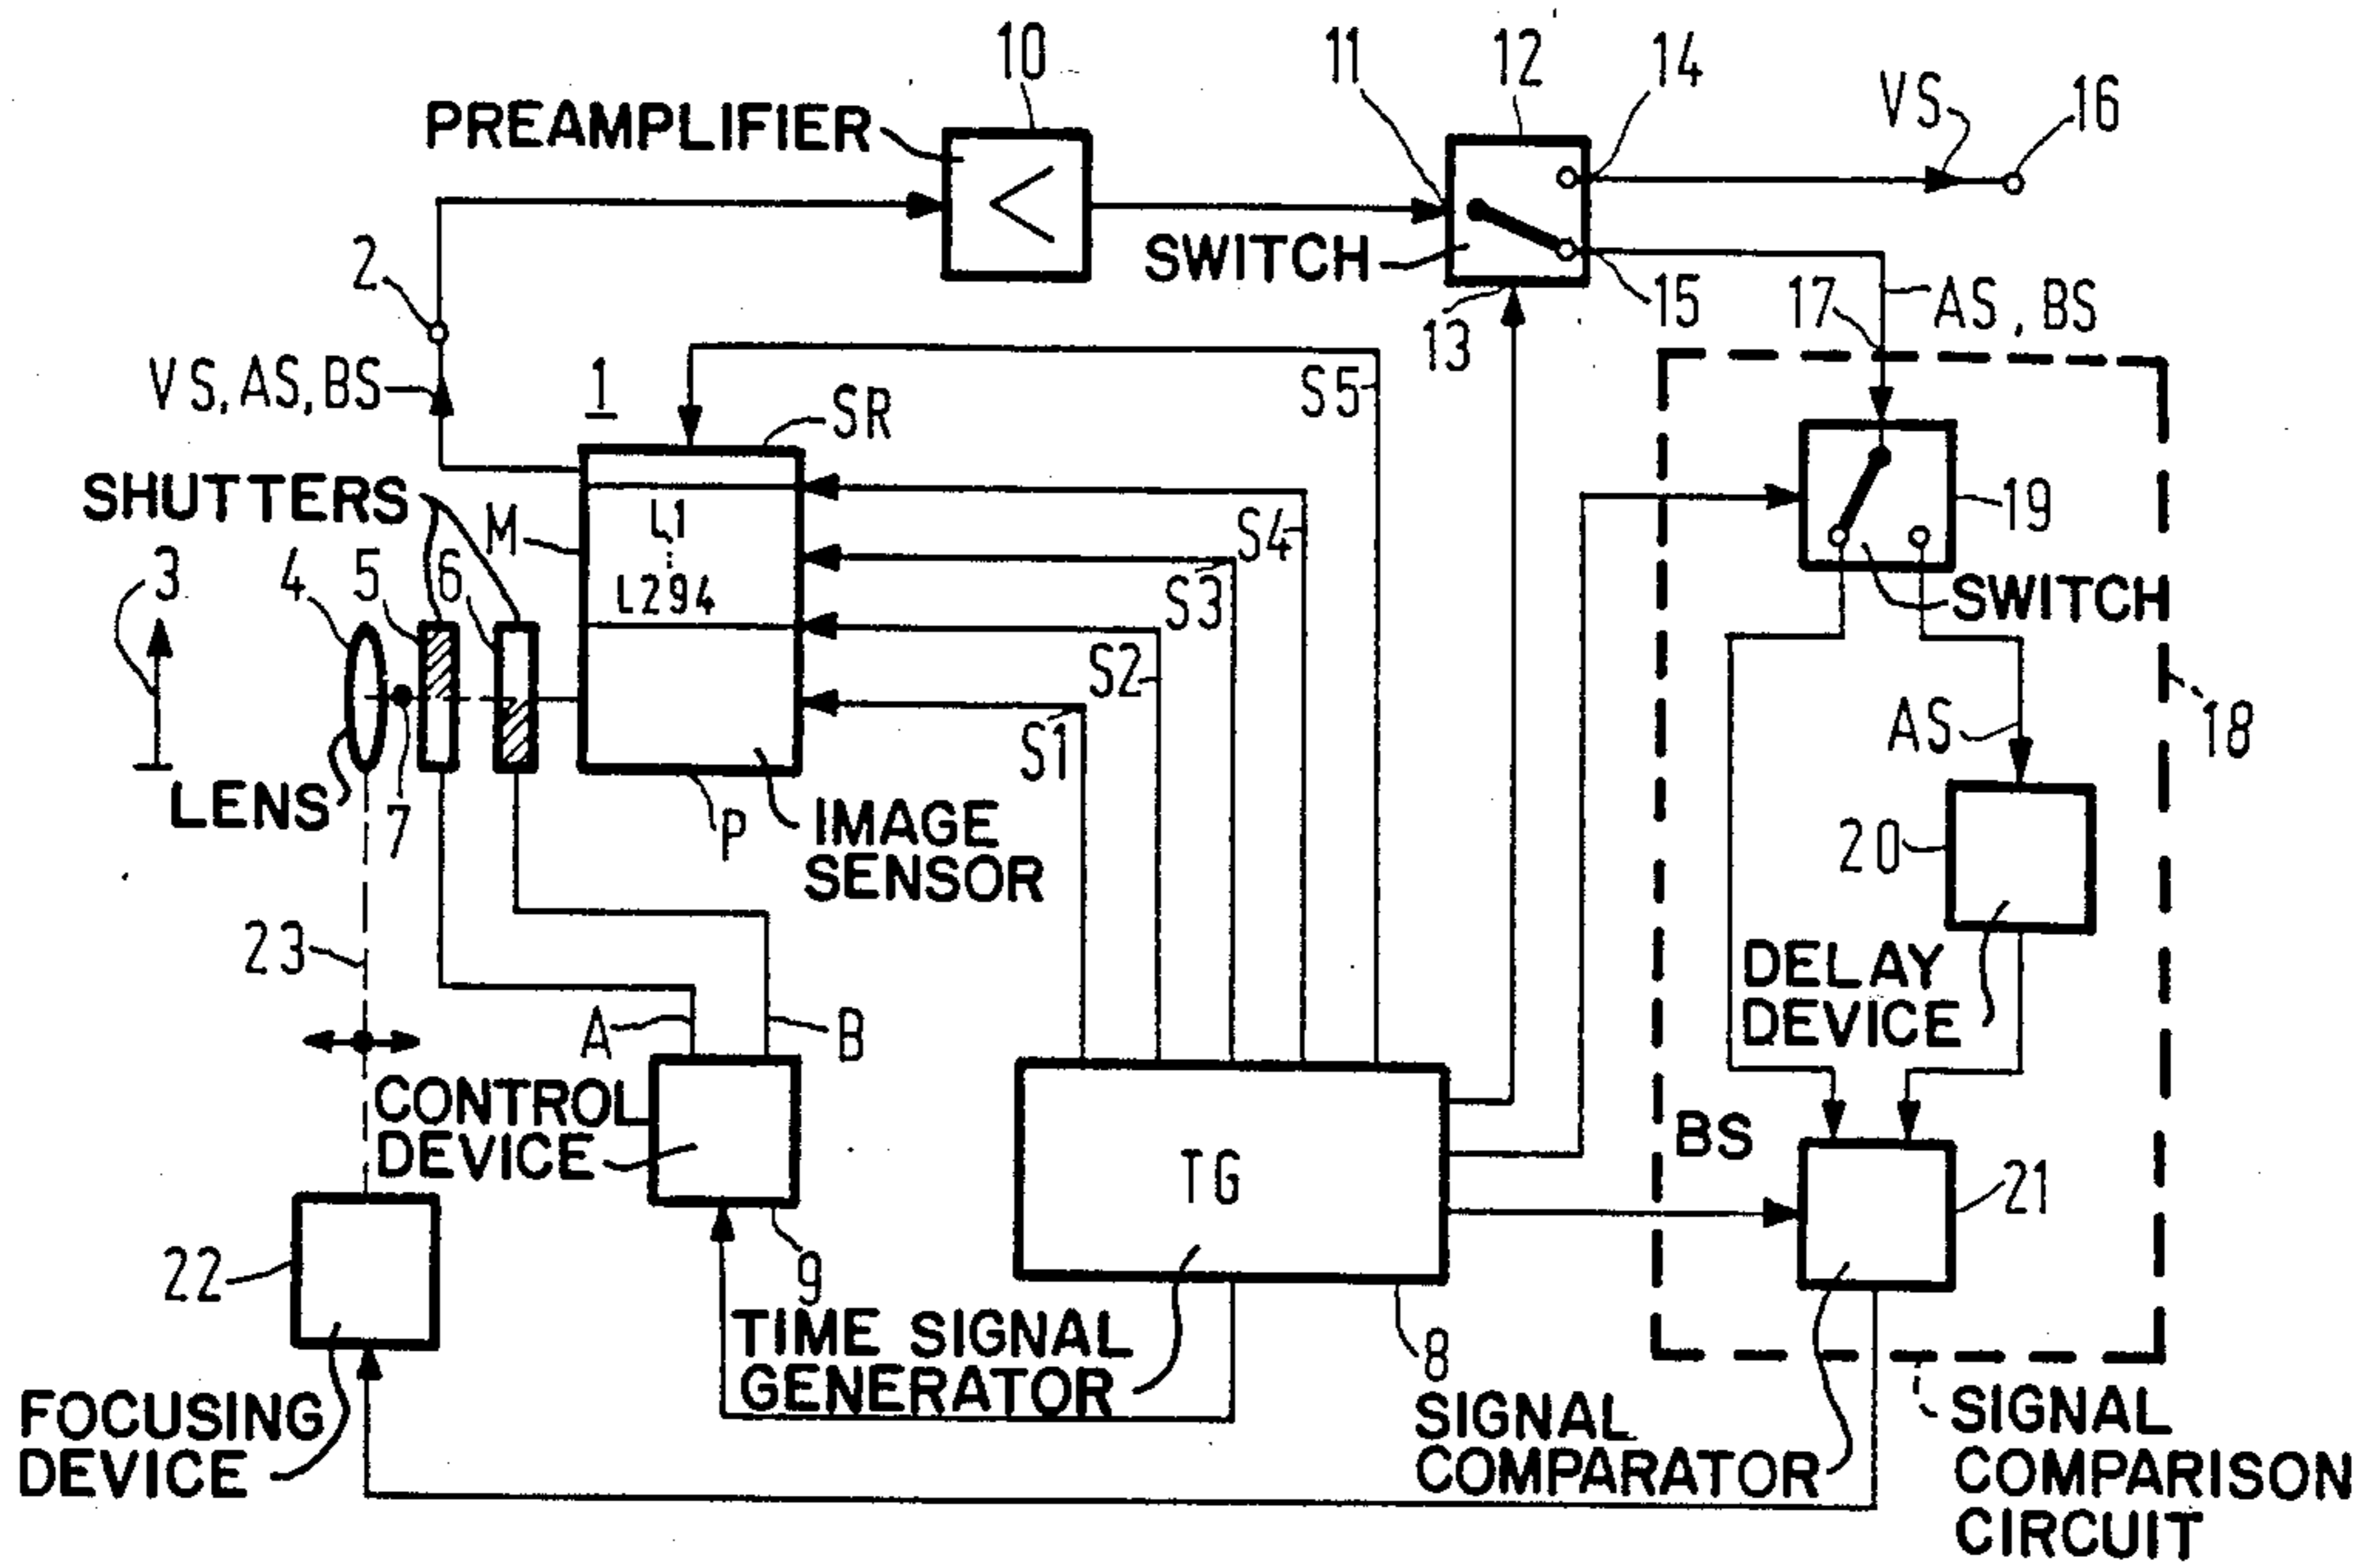 10
11
12
14
VS
16
PREAMPLIFIER
SWITCH
2
13
15
17
AS, BS
VS, AS, BS
1
SR
S5
SHUTTERS
M
L1
L294
S4
19
3
4
5
6
S3
SWITCH
S2
S1
AS
18
LENS
7
P
IMAGE
SENSOR
20
23
DELAY
DEVICE
A
B
CONTROL
DEVICE
TG
BS
21
22
9
TIME SIGNAL
GENERATOR
8
FOCUSING
DEVICE
SIGNAL
COMPARATOR
SIGNAL
COMPARISON
CIRCUIT